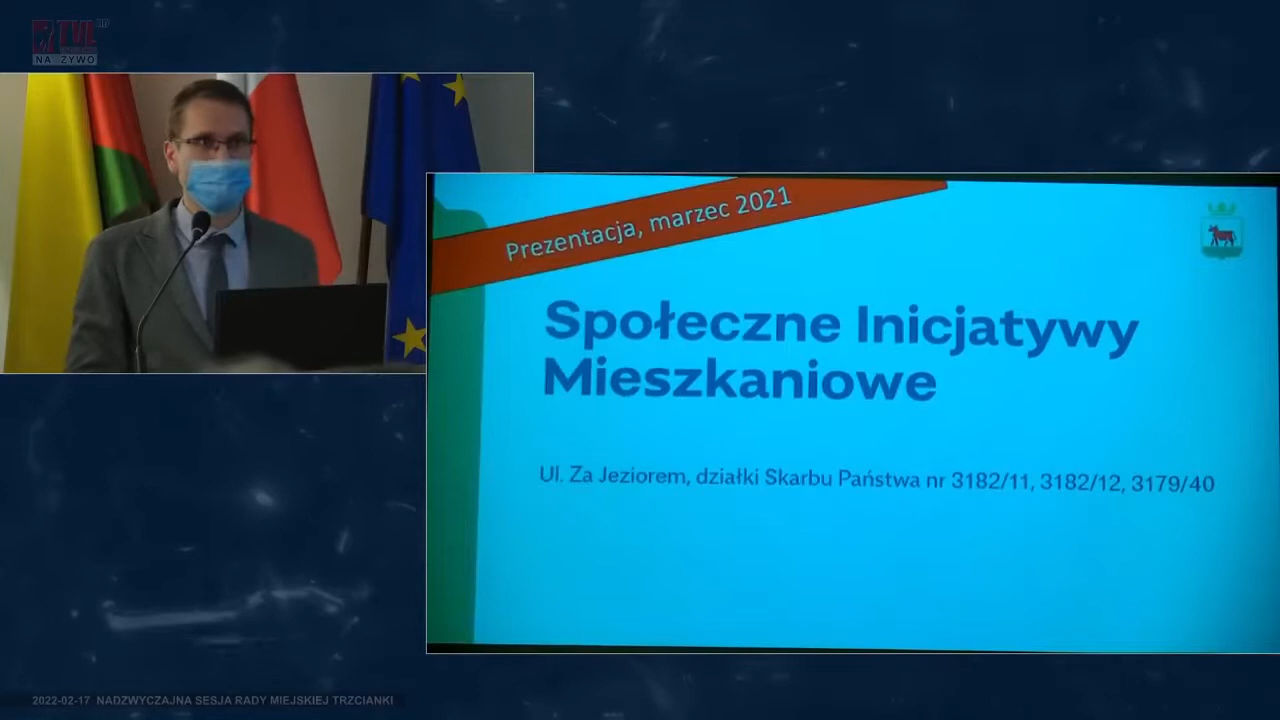 TVL
NA ŻYWO
Prezentacja, marzec 2021
Społeczne Inicjatywy
Mieszkaniowe
Ul. Za Jeziorem, działki Skarbu Państwa nr 3182/11, 3182/12, 3179/40
2022-02-17 NADZWYCZAJNA SESJA RADY MIEJSKIEJ TRZCIANKI